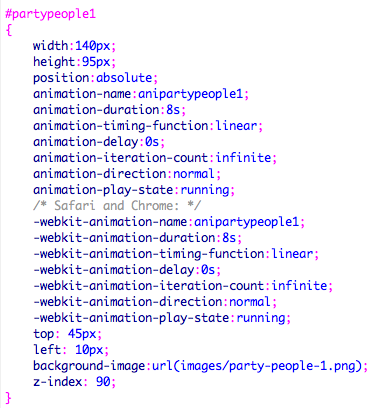 #partypeople1
{
    width:140px;
    height:95px;
    position:absolute;
    animation-name:anipartypeople1;
    animation-duration:8s;
    animation-timing-function:linear;
    animation-delay:0s;
    animation-iteration-count:infinite;
    animation-direction:normal;
    animation-play-state:running;
    /* Safari and Chrome: */
    -webkit-animation-name:anipartypeople1;
    -webkit-animation-duration:8s;
    -webkit-animation-timing-function:linear;
    -webkit-animation-delay:0s;
    -webkit-animation-iteration-count:infinite;
    -webkit-animation-direction:normal;
    -webkit-animation-play-state:running;
    top: 45px;
    left: 10px;
    background-image:url(images/party-people-1.png);
    z-index: 90;
}